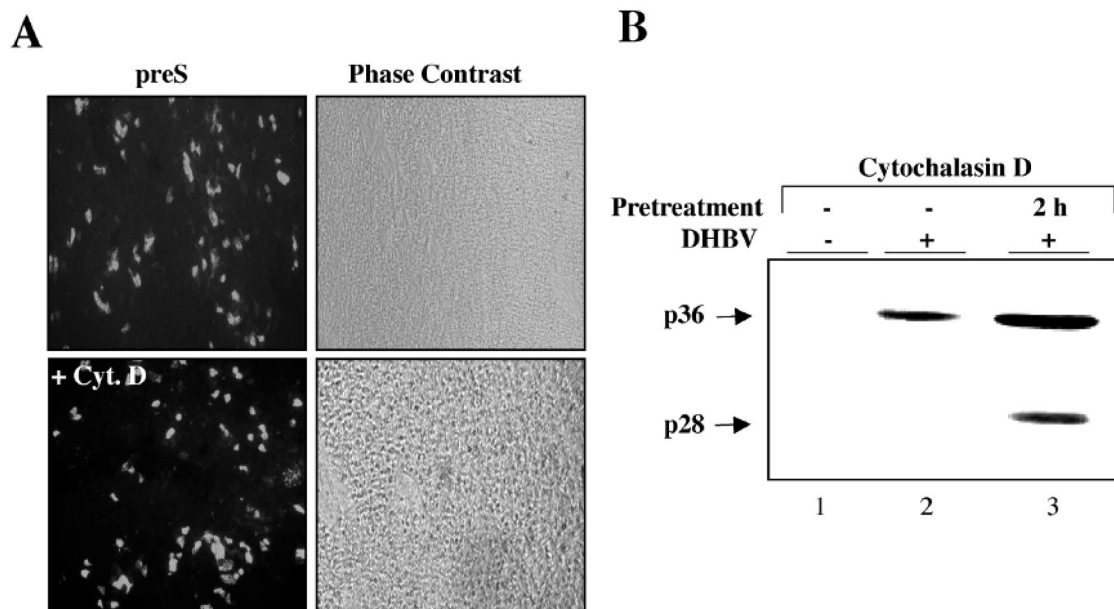 A
preS Phase Contrast
+ Cyt. D
B
Cytochalasin D
Pretreatment - - 2 h
DHBV - + +
p36
p28
1 2 3